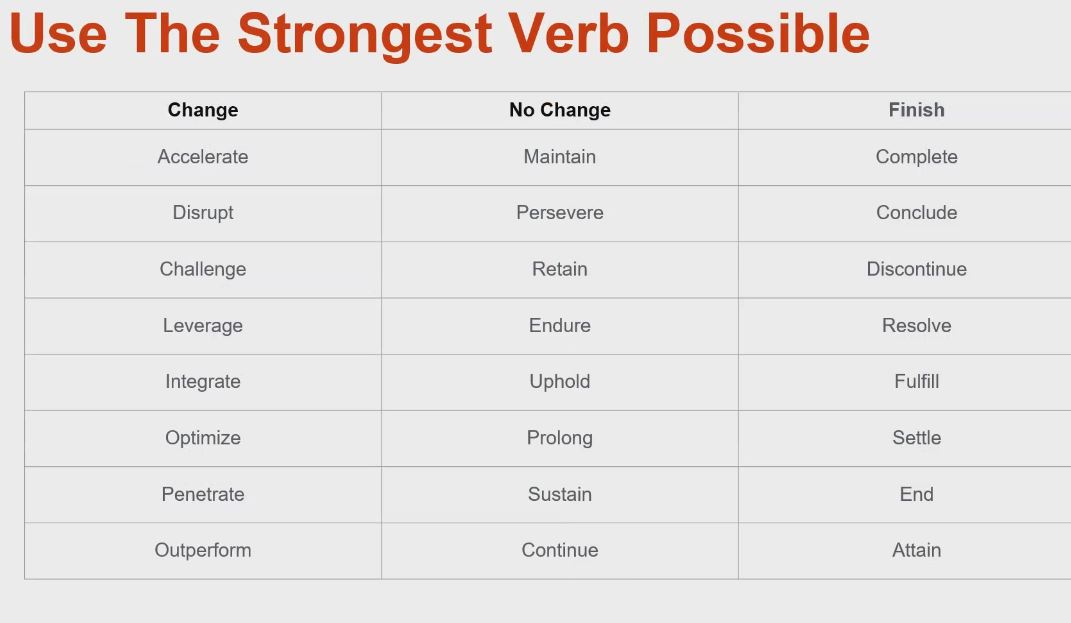 Use The Strongest Verb Possible
Change No Change Finish
Accelerate Maintain Complete
Disrupt Persevere Conclude
Challenge Retain Discontinue
Leverage Endure Resolve
Integrate Uphold Fulfill
Optimize Prolong Settle
Penetrate Sustain End
Outperform Continue Attain